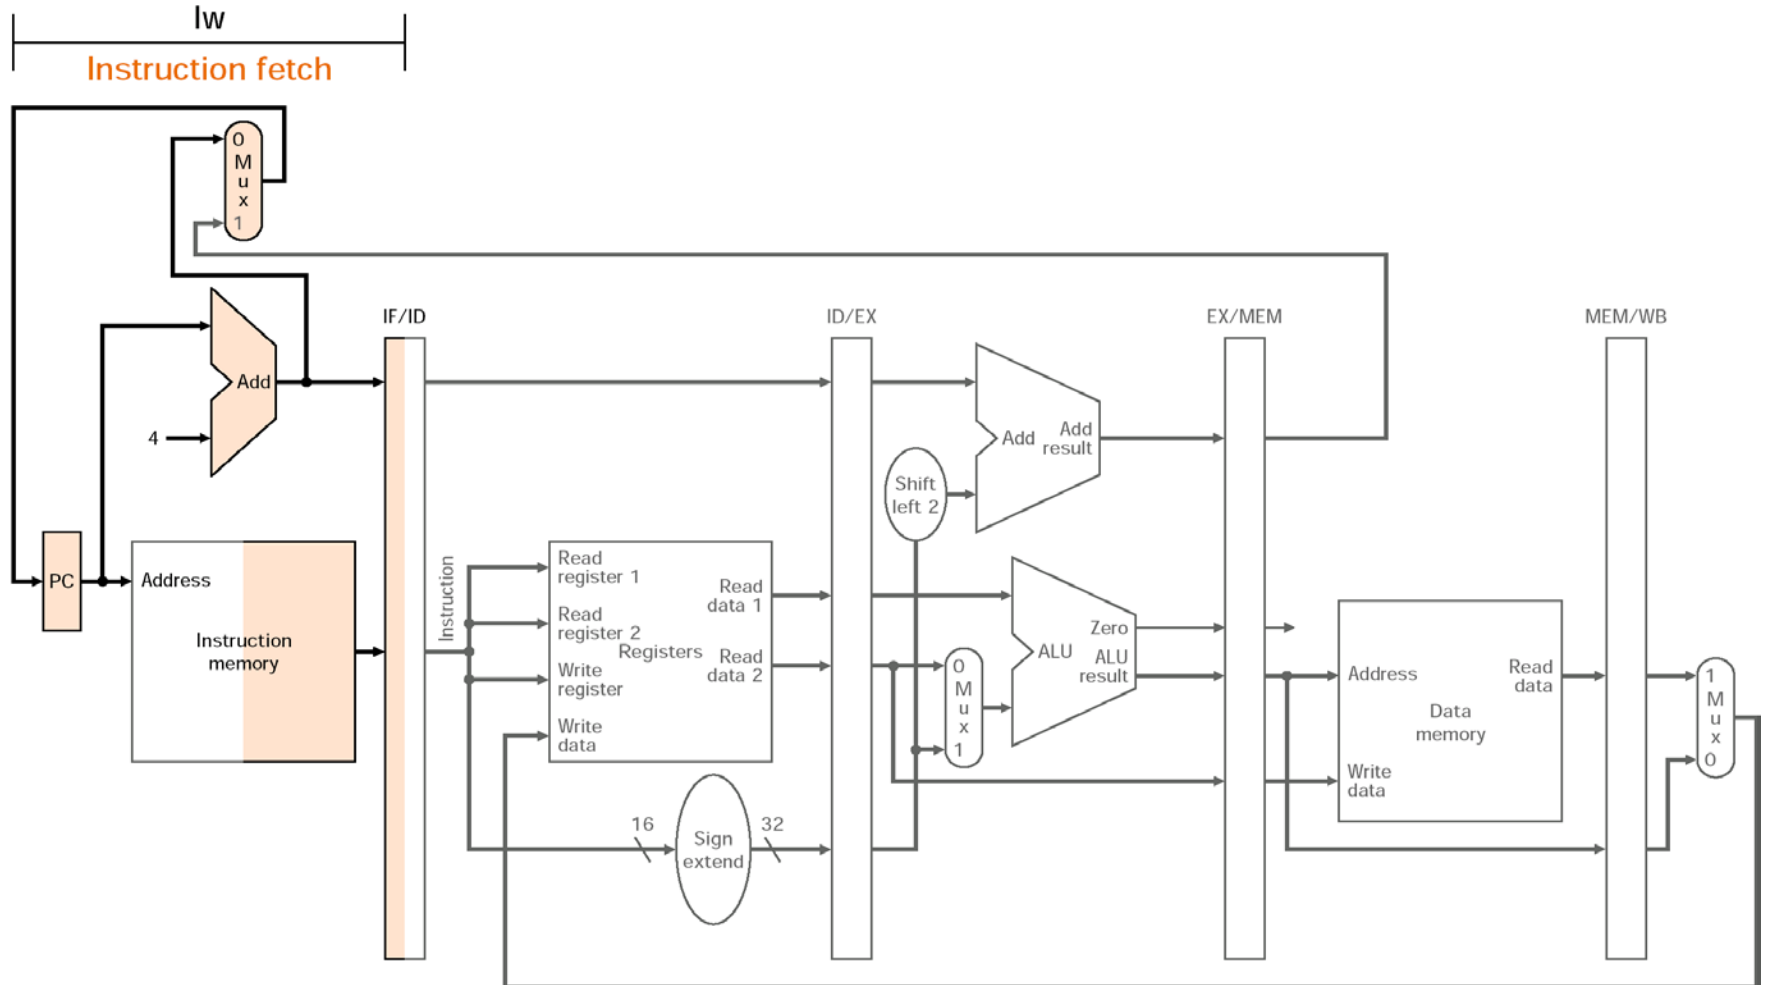 lw
Instruction fetch
0
M
u
x
1
IF/ID
ID/EX
EX/MEM
MEM/WB
Add
4
Add
Add
result
Shift
left 2
PC
Address
Instruction
memory
Instruction
Read
register 1
Read
register 2
Write
register
Write
data
Registers
Read
data 1
Read
data 2
0
M
u
x
1
Zero
ALU
ALU
result
Address
Read
data
Data
memory
Write
data
1
M
u
x
0
16
Sign
extend
32